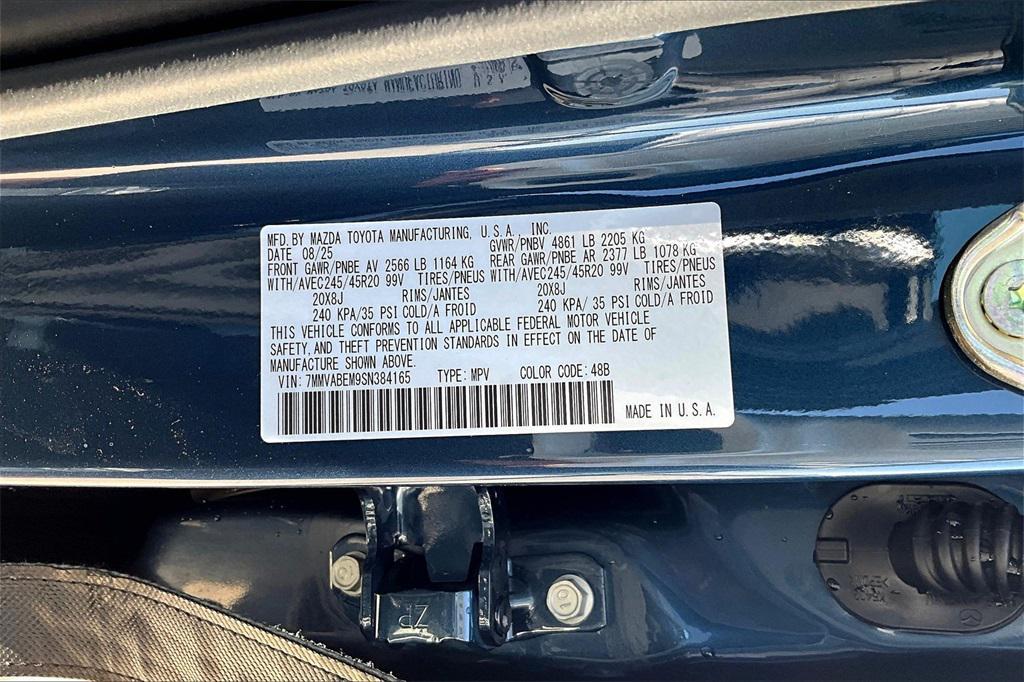 MFD. BY MAZDA TOYOTA MANUFACTURING, U.S.A., INC.
DATE 08/25 GVWR/PNBV 4861 LB 2205 KG
FRONT GAWR/PNBE AV 2566 LB 1164 KG REAR GAWR/PNBE AR 2377 LB 1078 KG
WITH/AVEC245/45R20 99V TIRES/PNEUS WITH/AVEC245/45R20 99V TIRES/PNEUS
20X8J RIMS/JANTES 20X8J RIMS/JANTES
240 KPA/35 PSI COLD/A FROID 240 KPA/ 35 PSI COLD/A FROID
THIS VEHICLE CONFORMS TO ALL APPLICABLE FEDERAL MOTOR VEHICLE
SAFETY, AND THEFT PREVENTION STANDARDS IN EFFECT ON THE DATE OF
MANUFACTURE SHOWN ABOVE.
VIN: 7MMVABEM9SN384165 TYPE: MPV COLOR CODE: 48B
MADE IN U.S.A.
ZP